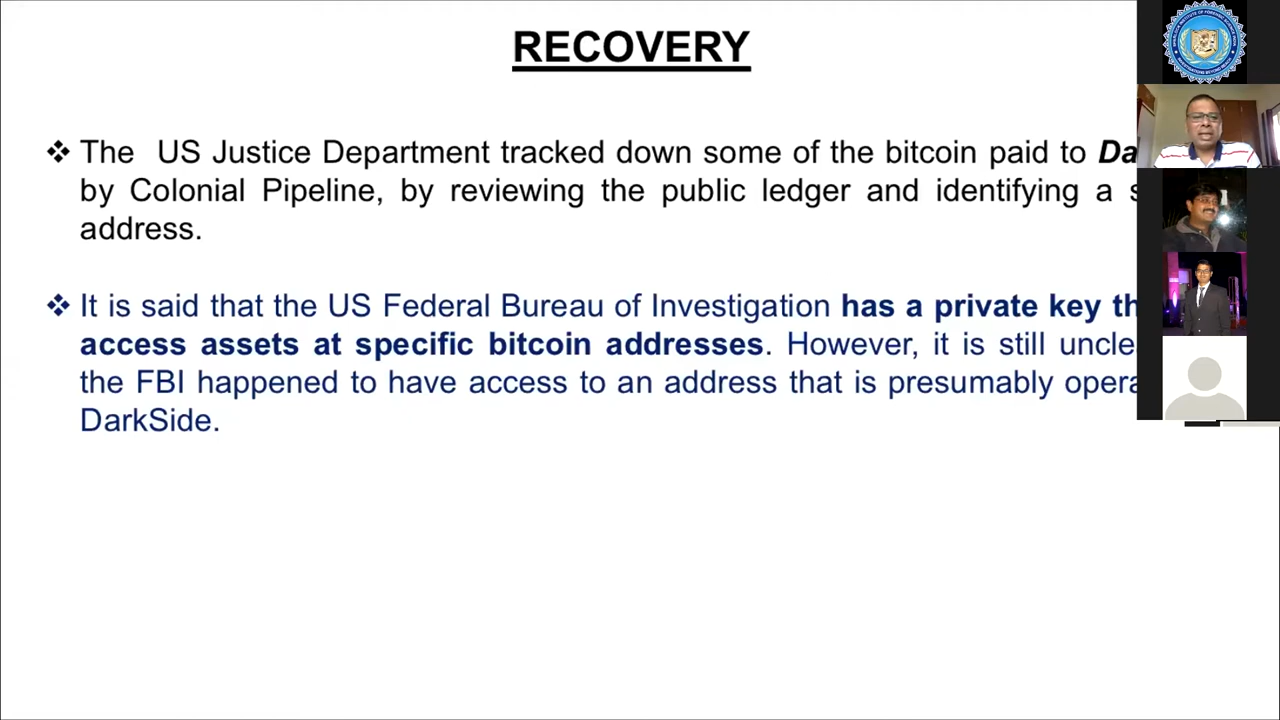 RECOVERY
❖ The US Justice Department tracked down some of the bitcoin paid to Da
by Colonial Pipeline, by reviewing the public ledger and identifying a s
address.
❖ It is said that the US Federal Bureau of Investigation has a private key th
access assets at specific bitcoin addresses. However, it is still uncle
the FBI happened to have access to an address that is presumably opera
DarkSide.